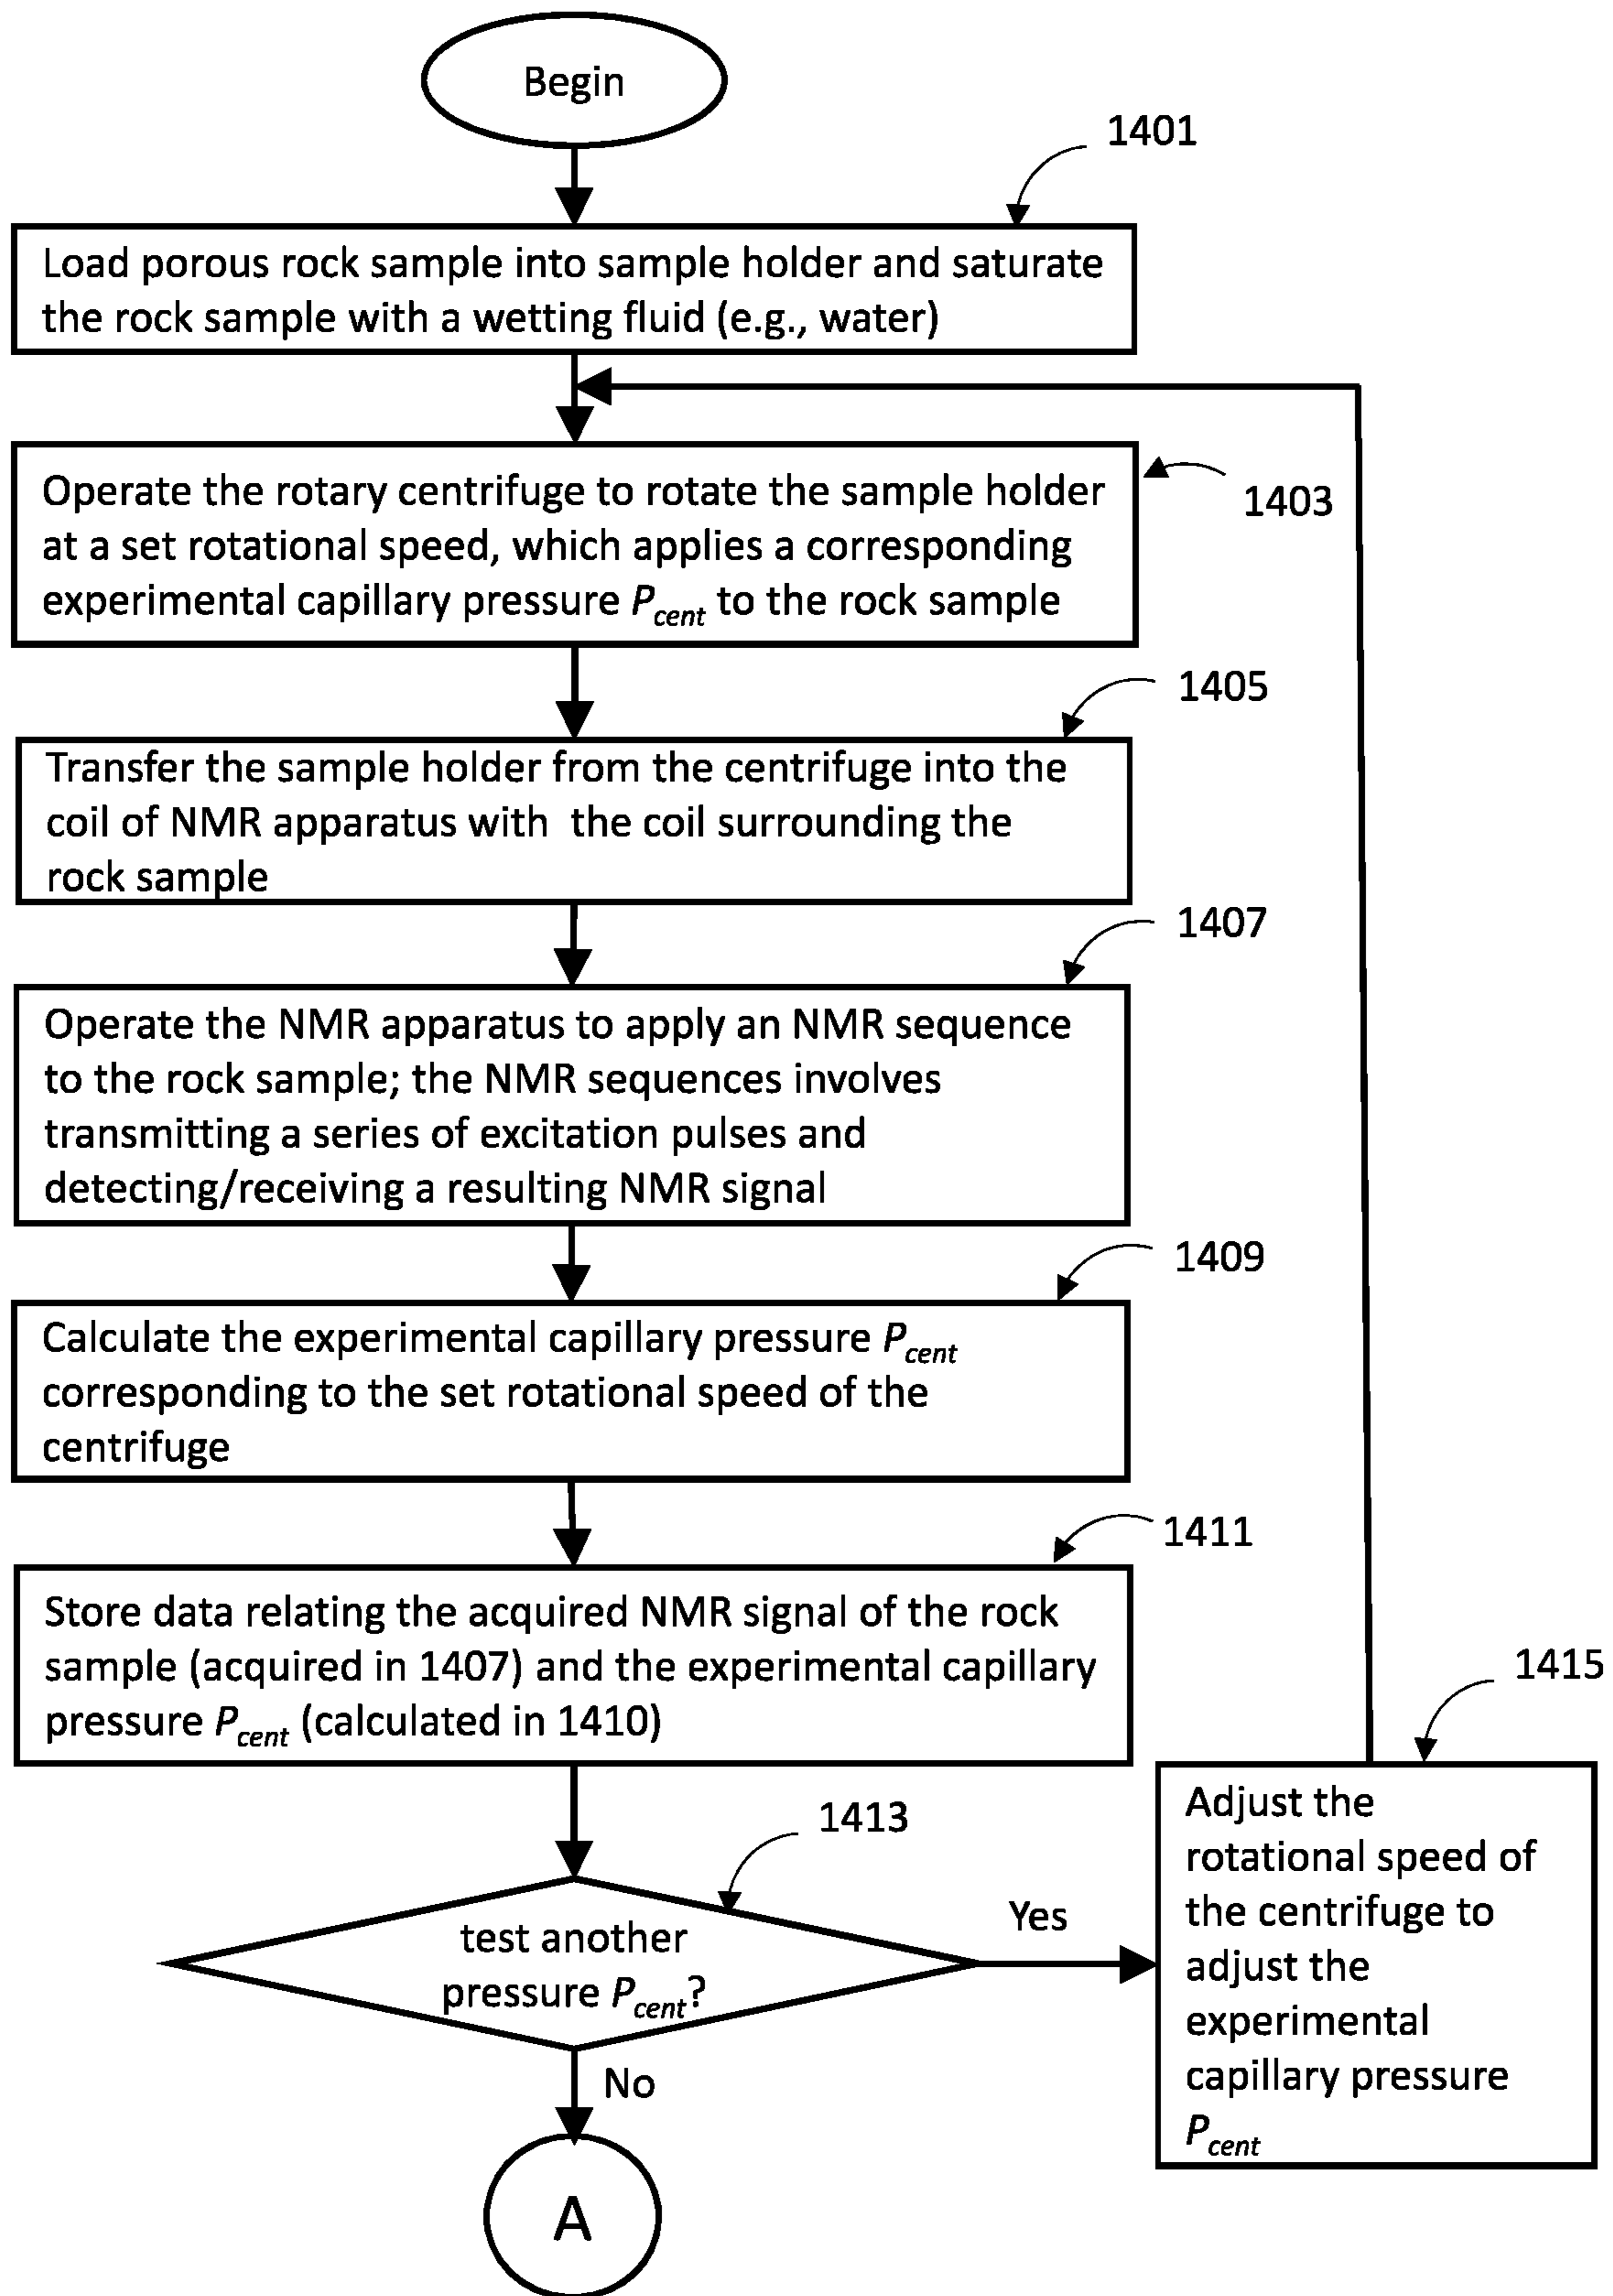 Begin
1401
Load porous rock sample into sample holder and saturate
the rock sample with a wetting fluid (e.g., water)
Operate the rotary centrifuge to rotate the sample holder
at a set rotational speed, which applies a corresponding
experimental capillary pressure Pcent to the rock sample
1403
1405
Transfer the sample holder from the centrifuge into the
coil of NMR apparatus with the coil surrounding the
rock sample
1407
Operate the NMR apparatus to apply an NMR sequence
to the rock sample; the NMR sequences involves
transmitting a series of excitation pulses and
detecting/receiving a resulting NMR signal
1409
Calculate the experimental capillary pressure Pcent
corresponding to the set rotational speed of the
centrifuge
1411
Store data relating the acquired NMR signal of the rock
sample (acquired in 1407) and the experimental capillary
pressure Pcent (calculated in 1410)
1413
test another
pressure Pcent?
Yes
No
1415
Adjust the
rotational speed of
the centrifuge to
adjust the
experimental
capillary pressure
Pcent
A